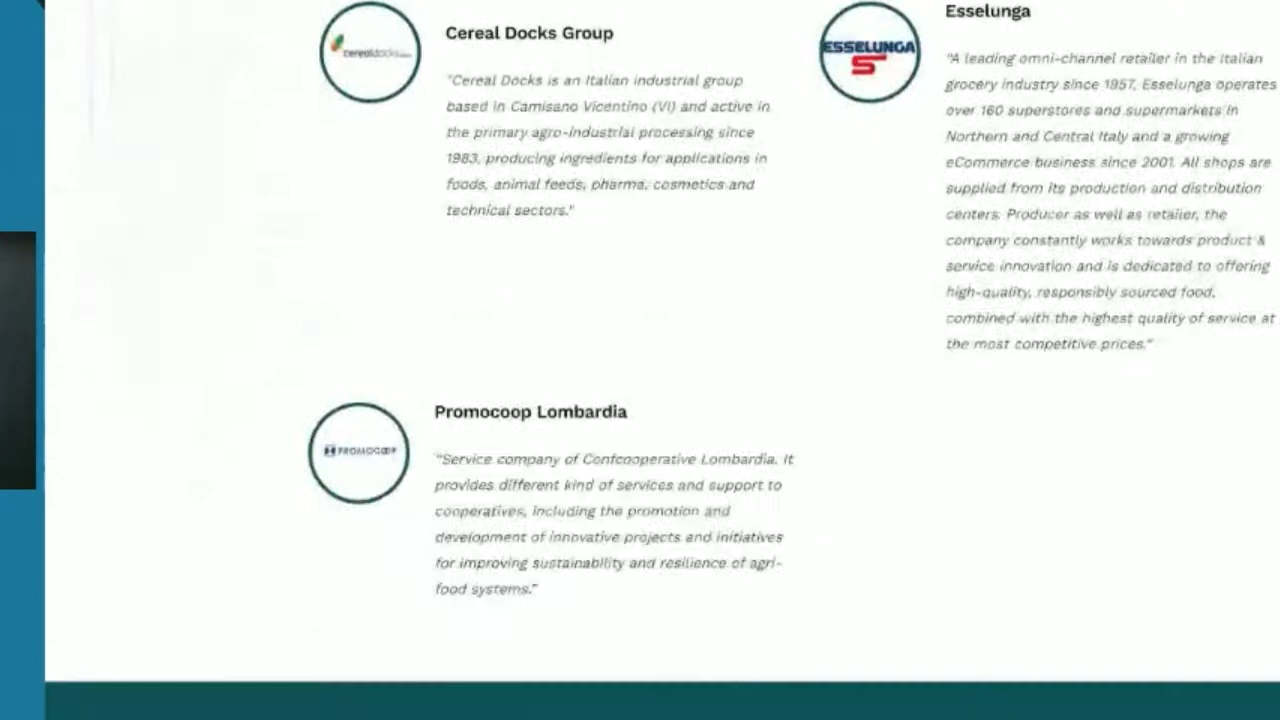 cerealdocks
Cereal Docks Group
"Cereal Docks is an Italian industrial group
based in Camisano Vicentino (VI) and active in
the primary agro-industrial processing since
1983, producing ingredients for applications in
foods, animal feeds, pharma, cosmetics and
technical sectors."
ESSELUNGA
Esselunga
"A leading omni-channel retailer in the Italian
grocery industry since 1957, Esselunga operates
over 160 superstores and supermarkets in
Northern and Central Italy and a growing
eCommerce business since 2001. All shops are
supplied from its production and distribution
centers. Producer as well as retailer, the
company constantly works towards product &
service innovation and is dedicated to offering
high-quality, responsibly sourced food,
combined with the highest quality of service at
the most competitive prices."
PROMOCOOP
Promocoop Lombardia
"Service company of Confcooperative Lombardia. It
provides different kind of services and support to
cooperatives, including the promotion and
development of innovative projects and initiatives
for improving sustainability and resilience of agri-
food systems."